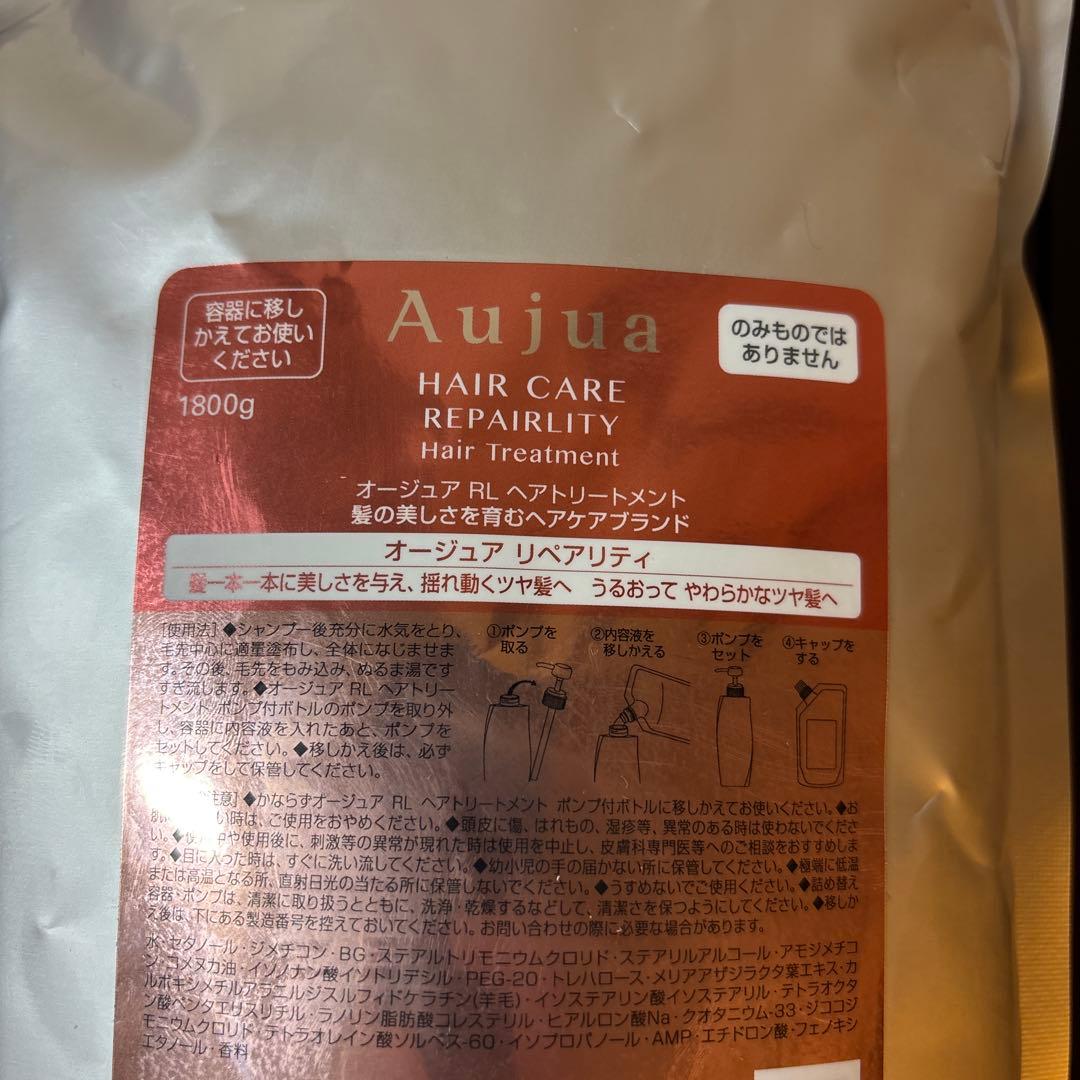 容器に移し
かえてお使い
ください
1800g
Aujua
HAIR CARE
REPAIRLITY
Hair Treatment
のみものでは
ありません
オージュア RL ヘアトリートメント
髪の美しさを育むヘアケアブランド
オージュア リペアリティ
髪一本一本に美しさを与え、揺れ動くツヤ髪へ うるおって やわらかなツヤ髪へ
[使用法]◆シャンプー後充分に水気をとり、
毛先中心に適量塗布し、全体になじませま
す。その後、毛先をもみ込み、ぬるま湯です
すぎ流します。◆オージュア RL ヘアトリー
トメント ポンプ付ボトルのポンプを取り外
し、容器に内容液を入れたあと、ポンプを
セットしてください。◆移しかえ後は、必ず
キャップをして保管してください。
①ポンプを
取る
②内容液を
移しかえる
③ポンプを
セット
④キャップを
する
注意]◆かならずオージュア RL ヘアトリートメント ポンプ付ボトルに移しかえてお使いください。◆お
い時は、ご使用をおやめください。◆頭皮に傷、はれもの、湿疹等、異常のある時は使わないでくださ
い。◆使用中や使用後に、刺激等の異常が現れた時は使用を中止し、皮膚科専門医等へのご相談をおすすめしま
す。◆目に入った時は、すぐに洗い流してください。◆幼小児の手の届かない所に保管してください。◆極端に低温
または高温となる所、直射日光の当たる所に保管しないでください。◆うすめないでご使用ください。◆詰め替え
容器・ポンプは、清潔に取り扱うとともに、洗浄・乾燥するなどして、清潔さを保つようにしてください。◆移しか
え後は、下にある製造番号を控えておいてください。お問い合わせの際に必要な場合があります。
水・セタノール・ジメチコン・BG・ステアルトリモニウムクロリド・ステアリルアルコール・アモジメチコ
ン・コメヌカ油・イソノナン酸イソトリデシル・PEG-20・トレハロース・メリアアザジラクタ葉エキス・カ
ルボキシメチルアラニルジスルフィドケラチン(羊毛)・イソステアリン酸イソステアリル・テトラオクタ
ン酸ペンタエリスリチル・ラノリン脂肪酸コレステリル・ヒアルロン酸Na・クオタニウム-33・ジココジ
モニウムクロリド・テトラオレイン酸ソルベス-60・イソプロパノール・AMP・エチドロン酸・フェノキシ
エタノール・香料